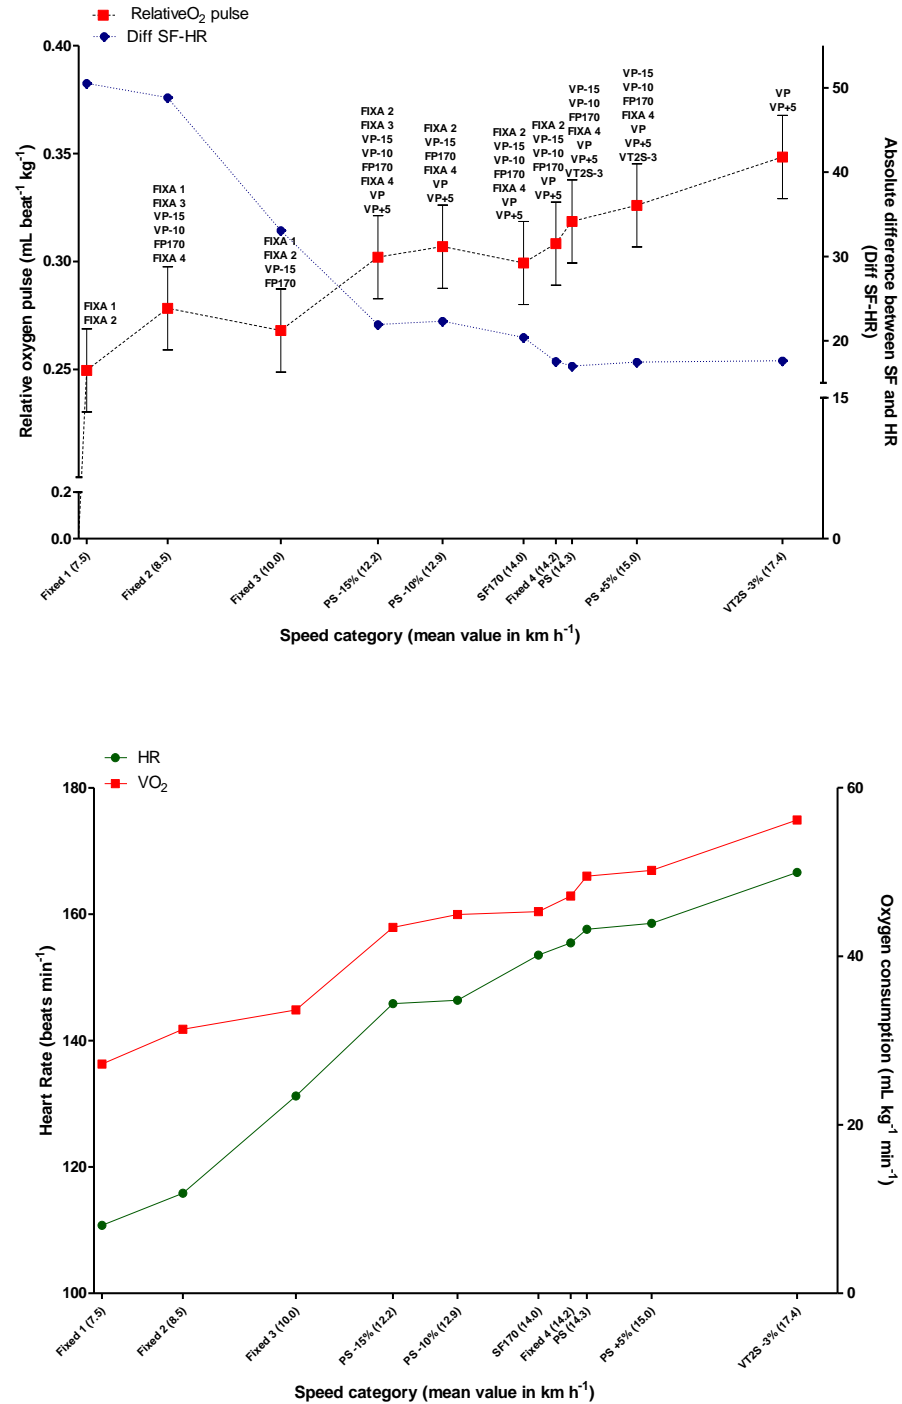 RelativeO2 pulse
Diff SF-HR
0.40
0.35
0.30
0.25
0.2
0.0
Relative oxygen pulse (mL beat-1 kg-1)
50
40
30
20
15
0
Absolute difference between SF and HR
(Diff SF-HR)
FIXA 1
FIXA 2
FIXA 1
FIXA 3
VP-15
VP-10
FP170
FIXA 4
FIXA 1
FIXA 2
VP-15
FP170
FIXA 2
FIXA 3
VP-15
VP-10
FP170
FIXA 4
VP
VP+5
FIXA 2
VP-15
FP170
FIXA 4
VP
VP+5
FIXA 2
VP-15
VP-10
FP170
FIXA 4
VP
VP+5
FIXA 2
VP-15
VP-10
FP170
VP
VP+5
VP-15
VP-10
FP170
FIXA 4
VP
VP+5
VT2S-3
VP-15
VP-10
FP170
FIXA 4
VP
VP+5
VT2S-3
VP
VP+5
Fixed 1 (7.5)
Fixed 2 (8.5)
Fixed 3 (10.0)
PS -15% (12.2)
PS -10% (12.9)
SF170 (14.0)
Fixed 4 (14.2)
PS (14.3)
PS +5% (15.0)
VT2S -3% (17.4)
Speed category (mean value in km h-1)
HR
VO2
180
160
140
120
100
Heart Rate (beats min-1)
60
40
20
0
Oxygen consumption (mL kg-1 min-1)
Fixed 1 (7.5)
Fixed 2 (8.5)
Fixed 3 (10.0)
PS -15% (12.2)
PS -10% (12.9)
SF170 (14.0)
Fixed 4 (14.2)
PS (14.3)
PS +5% (15.0)
VT2S -3% (17.4)
Speed category (mean value in km h-1)